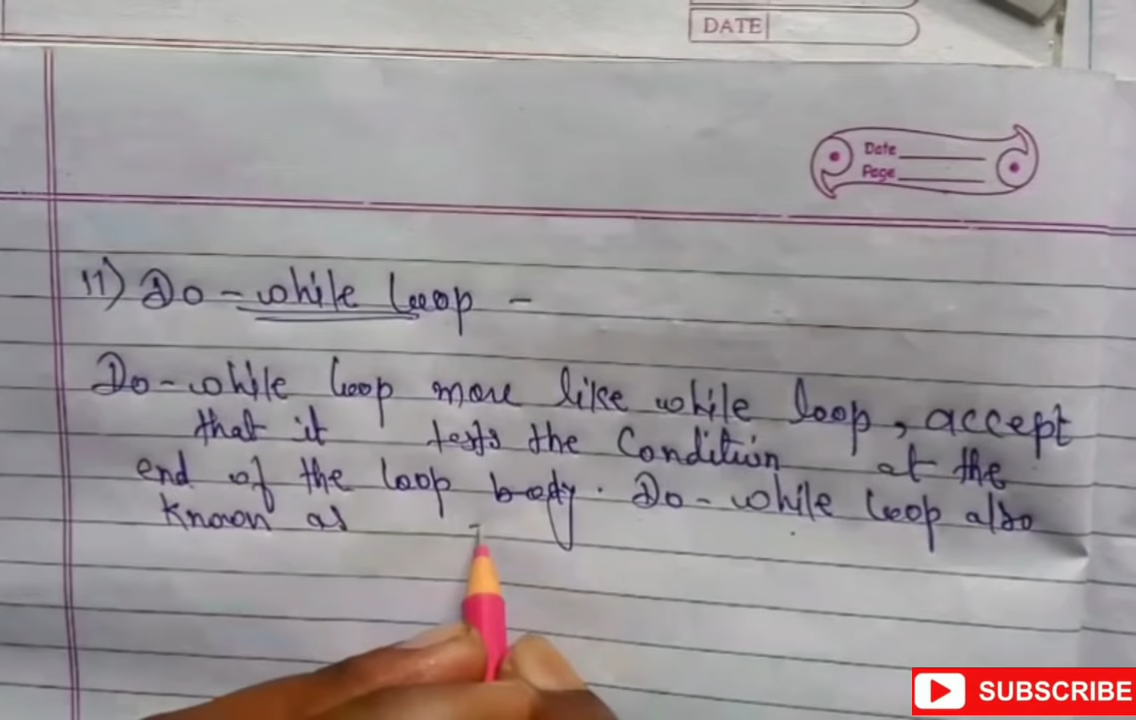 DATE
Date
Page
11) Do - while loop -
Do-while loop more like while loop, accept
that it tests the Condition at the
end of the loop body. Do-while loop also
known as
SUBSCRIBE